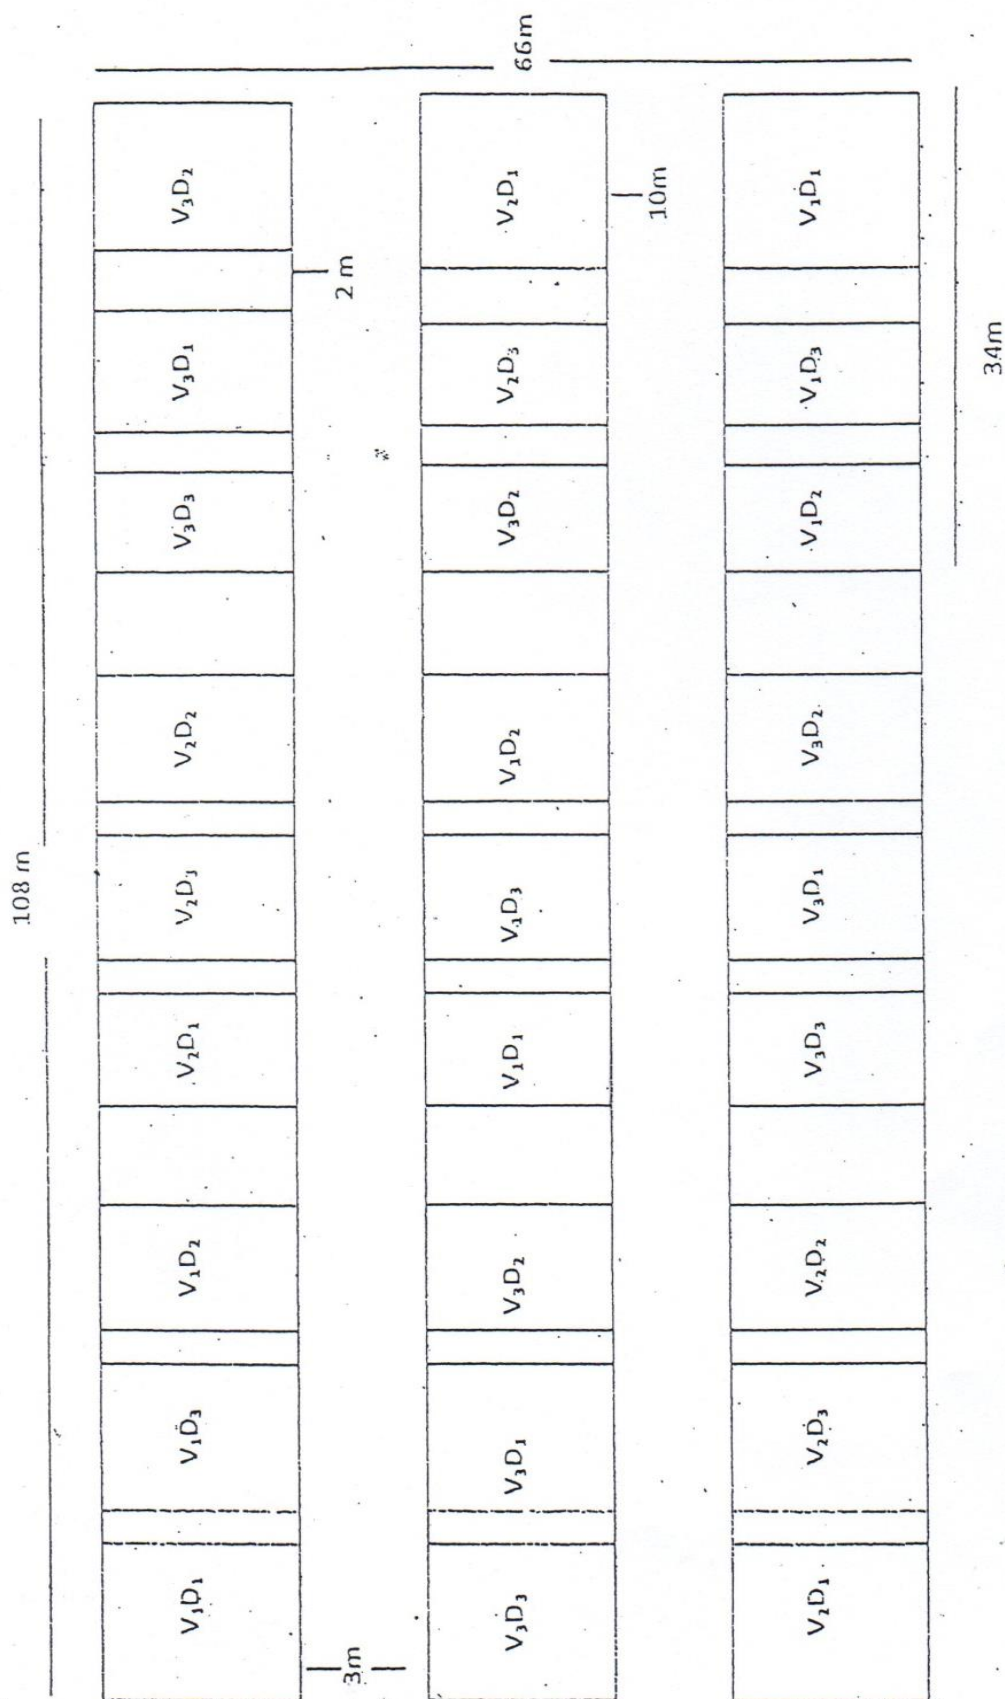 108 m
V₁D₁ V₁D₃ V₁D₂ V₂D₁ V₂D₃ V₂D₂ V₃D₃ V₃D₁ V₃D₂
3m 2 m
V₃D₃ V₃D₁ V₃D₂ V₁D₁ V₁D₃ V₁D₂ V₃D₂ V₂D₃ V₂D₁
66m
10m
V₂D₁ V₂D₃ V₂D₂ V₃D₃ V₃D₁ V₃D₂ V₁D₂ V₁D₃ V₁D₁
34m